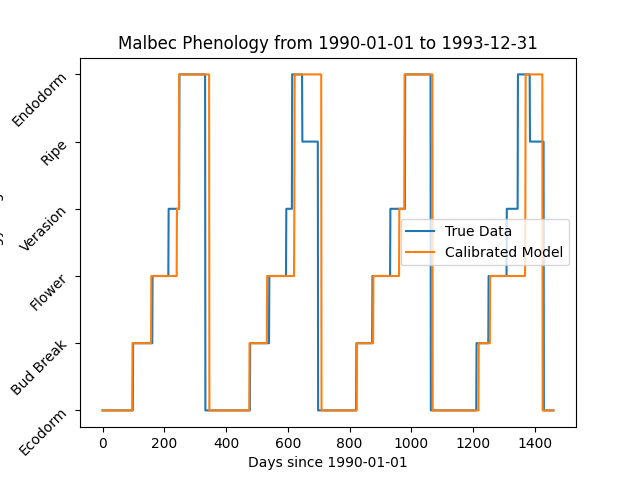 Malbec Phenology from 1990-01-01 to 1993-12-31
Endodorm
Ripe
Verasion
Flower
Bud Break
Ecodorm
True Data
Calibrated Model
0 200 400 600 800 1000 1200 1400
Days since 1990-01-01